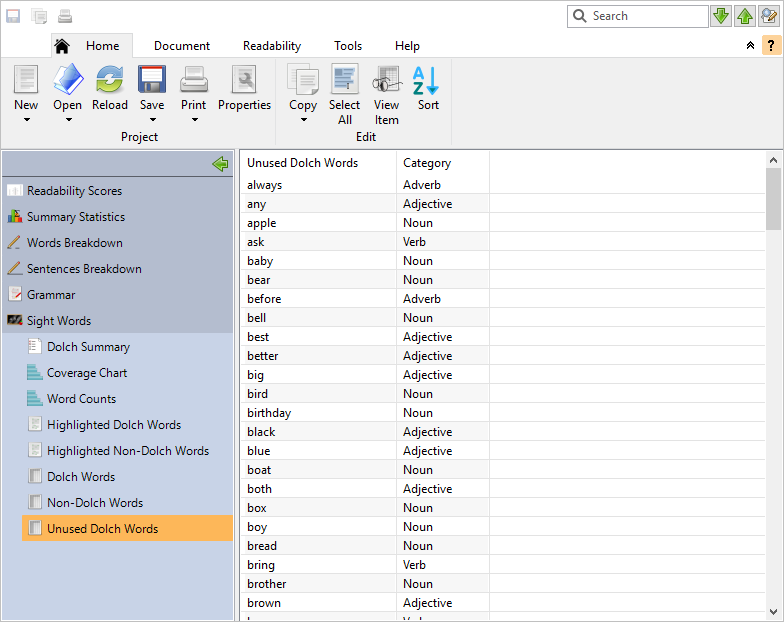 Search
Home Document Readability Tools Help
?
New Open Reload Save Print Properties Copy Select All View Item Sort
Project Edit
Readability Scores
Summary Statistics
Words Breakdown
Sentences Breakdown
Grammar
Sight Words
Dolch Summary
Coverage Chart
Word Counts
Highlighted Dolch Words
Highlighted Non-Dolch Words
Dolch Words
Non-Dolch Words
Unused Dolch Words
Unused Dolch Words Category
always Adverb
any Adjective
apple Noun
ask Verb
baby Noun
bear Noun
before Adverb
bell Noun
best Adjective
better Adjective
big Adjective
bird Noun
birthday Noun
black Adjective
blue Adjective
boat Noun
both Adjective
box Noun
boy Noun
bread Noun
bring Verb
brother Noun
brown Adjective